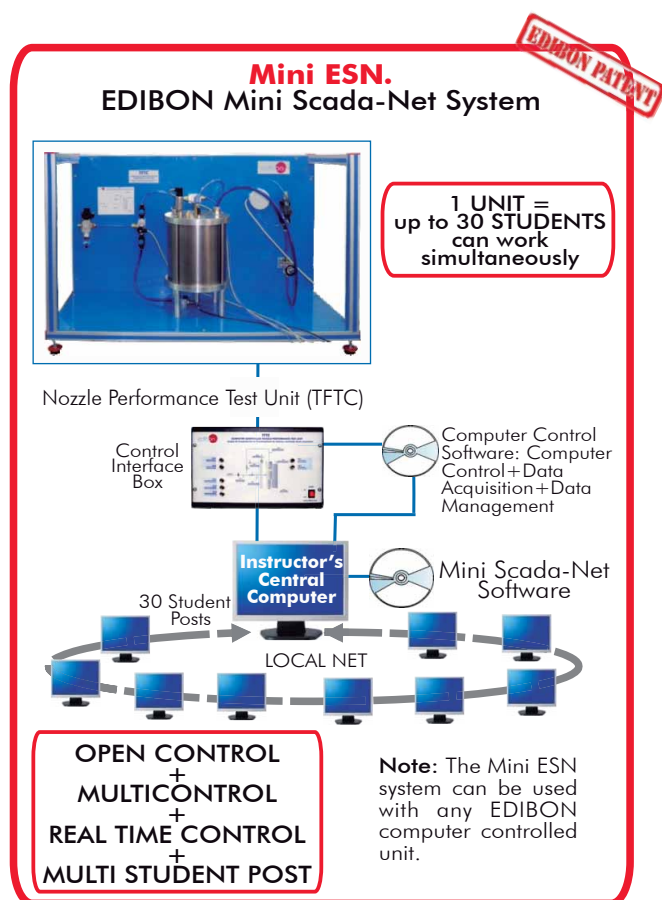 EDIBON PATENT
Mini ESN.
EDIBON Mini Scada-Net System
1 UNIT =
up to 30 STUDENTS
can work
simultaneously
Nozzle Performance Test Unit (TFTC)
Control
Interface
Box
Computer Control
Software: Computer
Control+Data
Acquisition+Data
Management
Instructor's
Central
Computer
Mini Scada-Net
Software
30 Student
Posts
LOCAL NET
OPEN CONTROL
+
MULTICONTROL
+
REAL TIME CONTROL
+
MULTI STUDENT POST
Note: The Mini ESN
system can be used
with any EDIBON
computer controlled
unit.